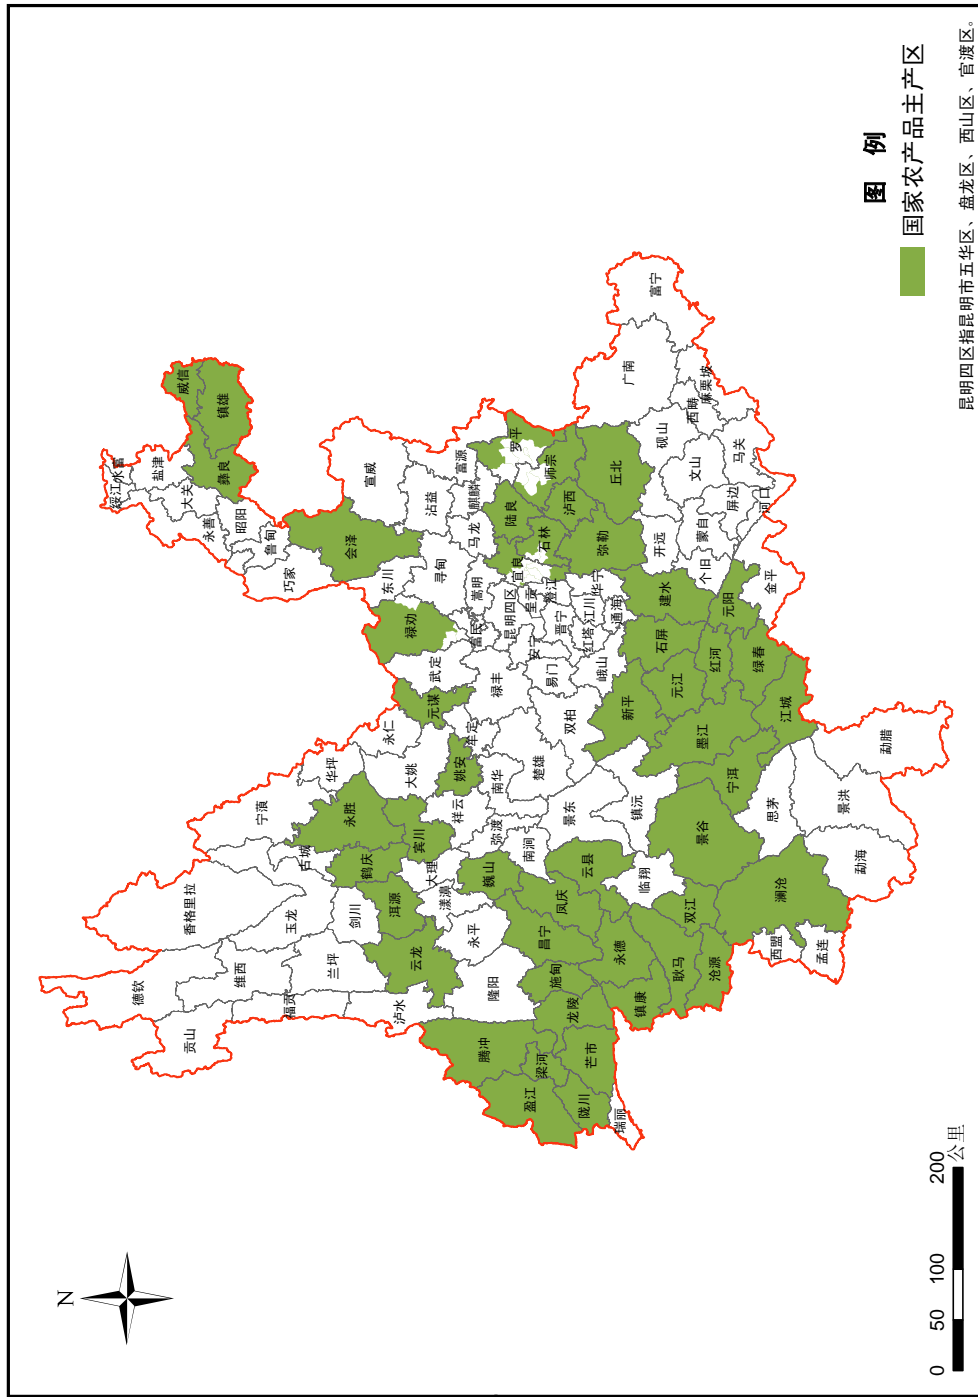 N
德钦
贡山
香格里拉
维西
福贡
玉龙
宁蒗
古城
兰坪
剑川
鹤庆
永胜
华坪
泸水
云龙
洱源
宾川
永仁
大姚
元谋
武定
禄劝
腾冲
隆阳
永平
漾濞
大理
祥云
姚安
牟定
禄丰
富民
盈江
梁河
龙陵
施甸
昌宁
巍山
弥渡
南华
楚雄
陇川
芒市
瑞丽
凤庆
南涧
景东
双柏
易门
安宁
昆明四区
呈贡
晋宁
嵩明
寻甸
东川
会泽
巧家
鲁甸
昭阳
永善
大关
盐津
绥江
水富
彝良
镇雄
威信
宣威
沾益
富源
麒麟
马龙
陆良
宜良
石林
澄江
罗平
师宗
泸西
弥勒
丘北
江川
红塔
华宁
通海
峨山
新平
镇康
永德
云县
临翔
镇沅
耿马
双江
沧源
景谷
墨江
元江
石屏
建水
开远
砚山
广南
富宁
个旧
蒙自
文山
西畴
麻栗坡
马关
屏边
河口
金平
元阳
红河
绿春
江城
宁洱
思茅
澜沧
西盟
孟连
勐海
景洪
勐腊
图 例
国家农产品主产区
昆明四区指昆明市五华区、盘龙区、西山区、官渡区。
0 50 100 200
公里